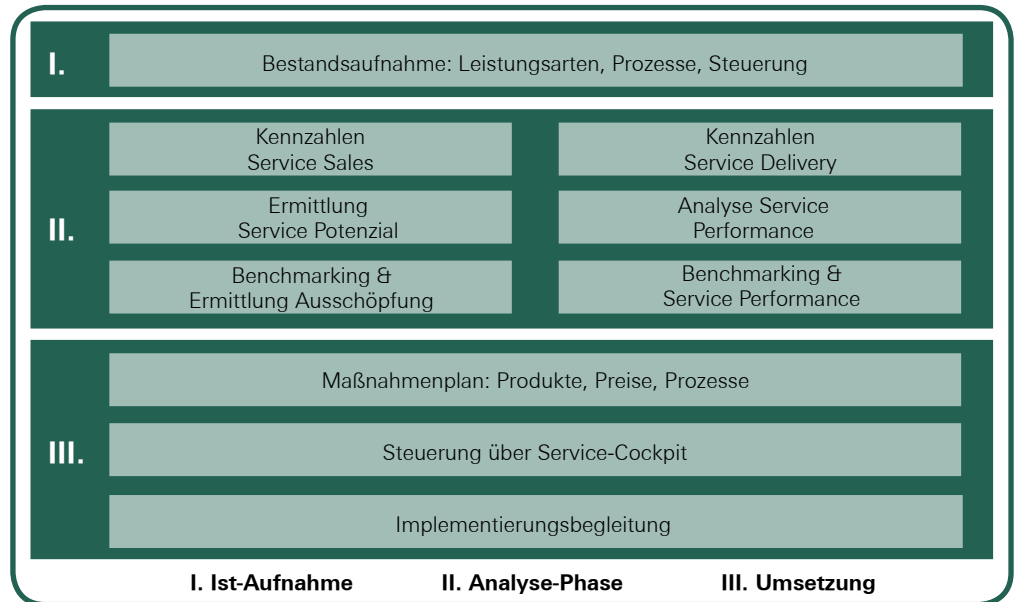 I.
Bestandsaufnahme: Leistungsarten, Prozesse, Steuerung
II.
Kennzahlen
Service Sales
Kennzahlen
Service Delivery
Ermittlung
Service Potenzial
Analyse Service
Performance
Benchmarking &
Ermittlung Ausschöpfung
Benchmarking &
Service Performance
III.
Maßnahmenplan: Produkte, Preise, Prozesse
Steuerung über Service-Cockpit
Implementierungsbegleitung
I. Ist-Aufnahme II. Analyse-Phase III. Umsetzung